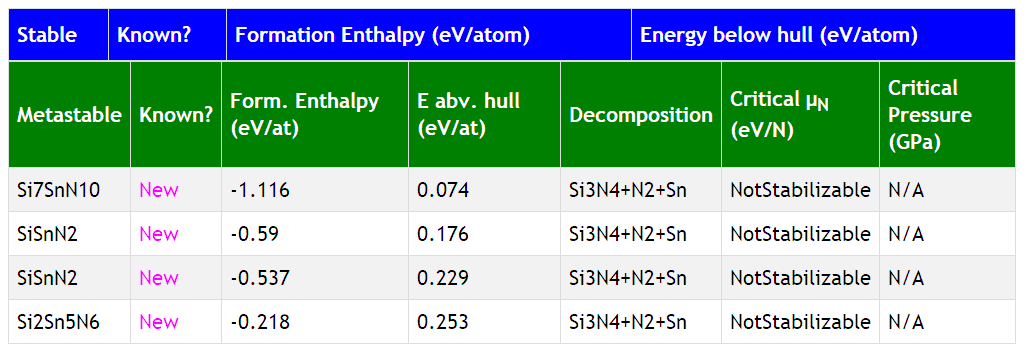 Stable Known? Formation Enthalpy (eV/atom) Energy below hull (eV/atom)
Metastable Known? Form. Enthalpy (eV/at) E abv. hull (eV/at) Decomposition Critical μN (eV/N) Critical Pressure (GPa)
Si7SnN10 New -1.116 0.074 Si3N4+N2+Sn NotStabilizable N/A
SiSnN2 New -0.59 0.176 Si3N4+N2+Sn NotStabilizable N/A
SiSnN2 New -0.537 0.229 Si3N4+N2+Sn NotStabilizable N/A
Si2Sn5N6 New -0.218 0.253 Si3N4+N2+Sn NotStabilizable N/A